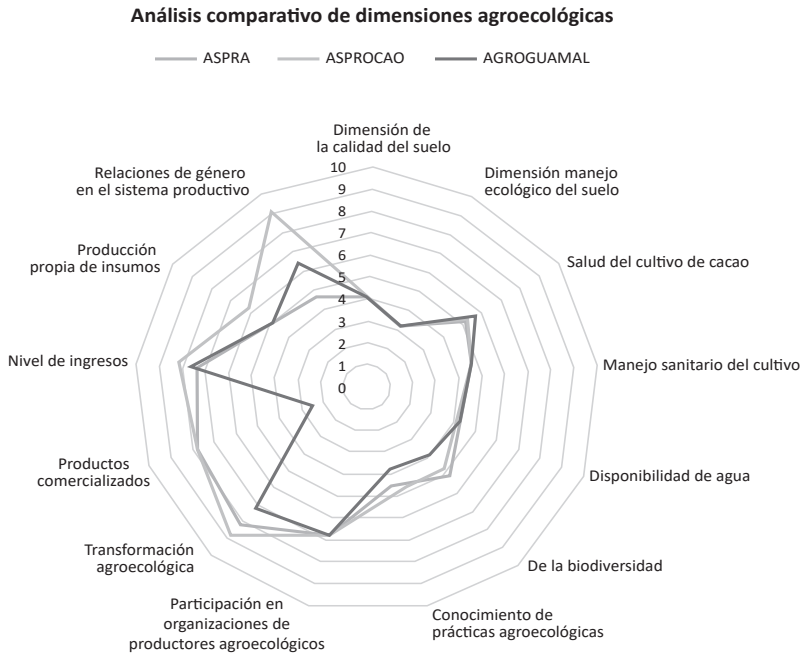 Análisis comparativo de dimensiones agroecológicas
ASPRA
ASPROCAO
AGROGUAMAL
Dimensión de
la calidad del suelo
Dimensión manejo
ecológico del suelo
Salud del cultivo de cacao
Manejo sanitario del cultivo
Disponibilidad de agua
De la biodiversidad
Conocimiento de
prácticas agroecológicas
Participación en
organizaciones de
productores agroecológicos
Transformación
agroecológica
Productos
comercializados
Nivel de ingresos
Producción
propia de insumos
Relaciones de género
en el sistema productivo
10
9
8
7
6
5
4
3
2
1
0